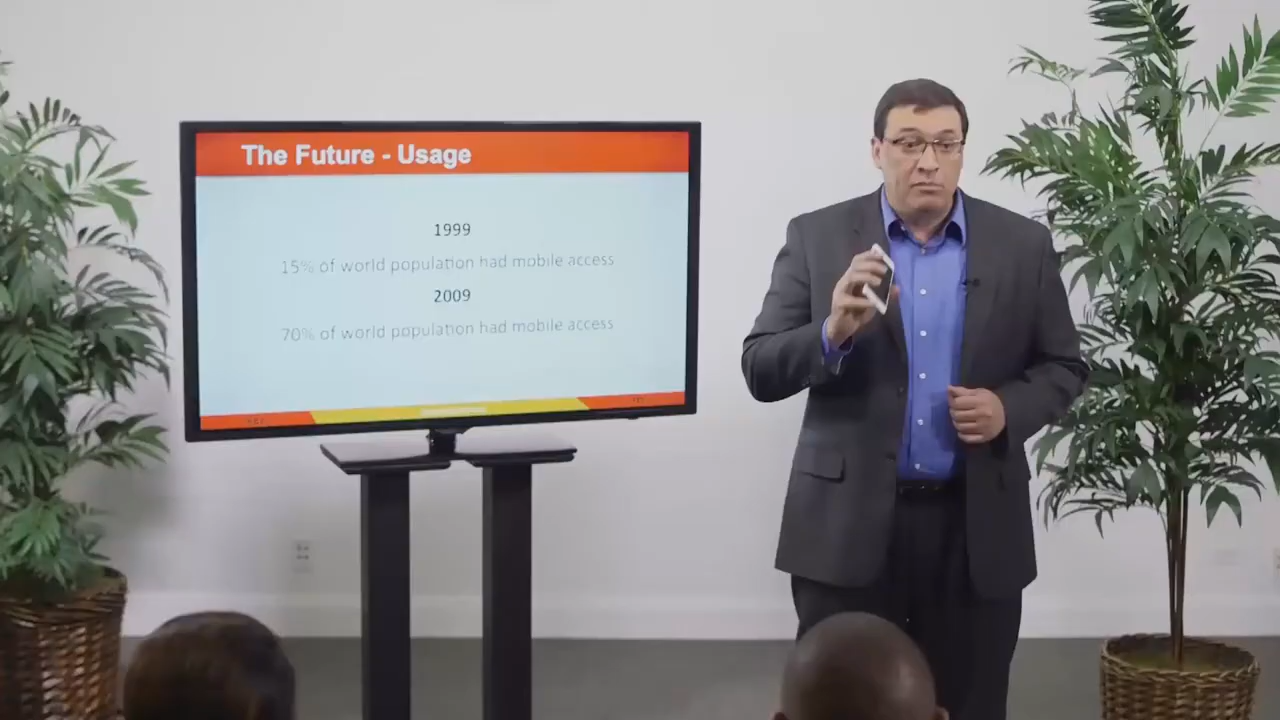 The Future - Usage
1999
15% of world population had mobile access
2009
70% of world population had mobile access